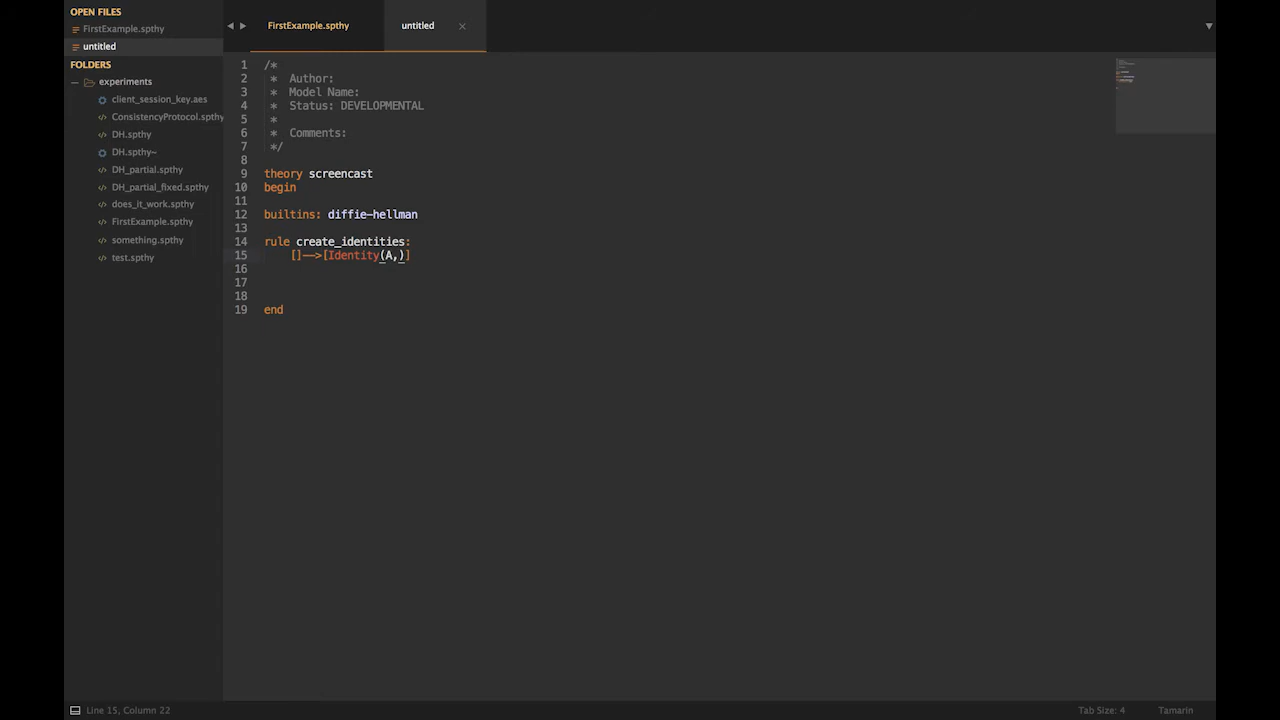 OPEN FILES
FirstExample.spthy
untitled
FOLDERS
experiments
client_session_key.aes
ConsistencyProtocol.spthy
DH.spthy
DH.spthy~
DH_partial.spthy
DH_partial_fixed.spthy
does_it_work.spthy
FirstExample.spthy
something.spthy
test.spthy
FirstExample.spthy
untitled
1 /*
2 * Author:
3 * Model Name:
4 * Status: DEVELOPMENTAL
5 *
6 * Comments:
7 */
8
9 theory screencast
10 begin
11
12 builtins: diffie-hellman
13
14 rule create_identities:
15 []-->[Identity(A,)]
16
17
18
19 end
Line 15, Column 22
Tab Size: 4
Tamarin